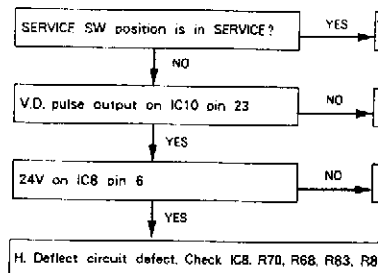 SERVICE SW position is in SERVICE?
YES
NO
V.D. pulse output on IC10 pin 23
NO
YES
24V on IC8 pin 6
NO
YES
H. Deflect circuit defect. Check IC8, R70, R68, R83, R8